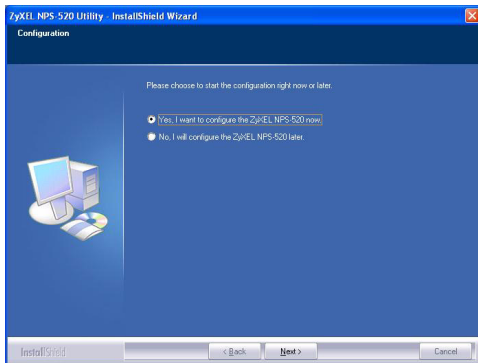 ZyXEL NPS-520 Utility - InstallShield Wizard
Configuration
Please choose to start the configuration right now or later.
Yes, I want to configure the ZyXEL NPS-520 now.
No, I will configure the ZyXEL NPS-520 later.
InstallShield
< Back Next > Cancel